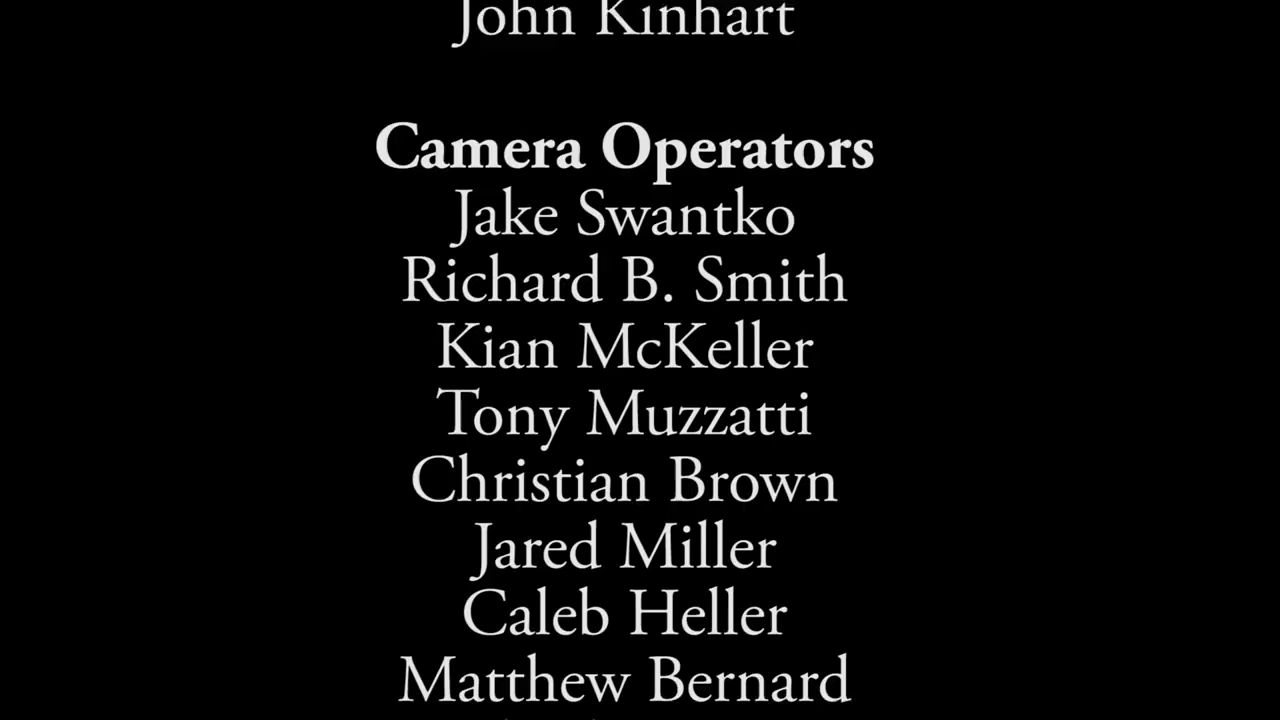 John Kinhart
Camera Operators
Jake Swantko
Richard B. Smith
Kian McKeller
Tony Muzzatti
Christian Brown
Jared Miller
Caleb Heller
Matthew Bernard